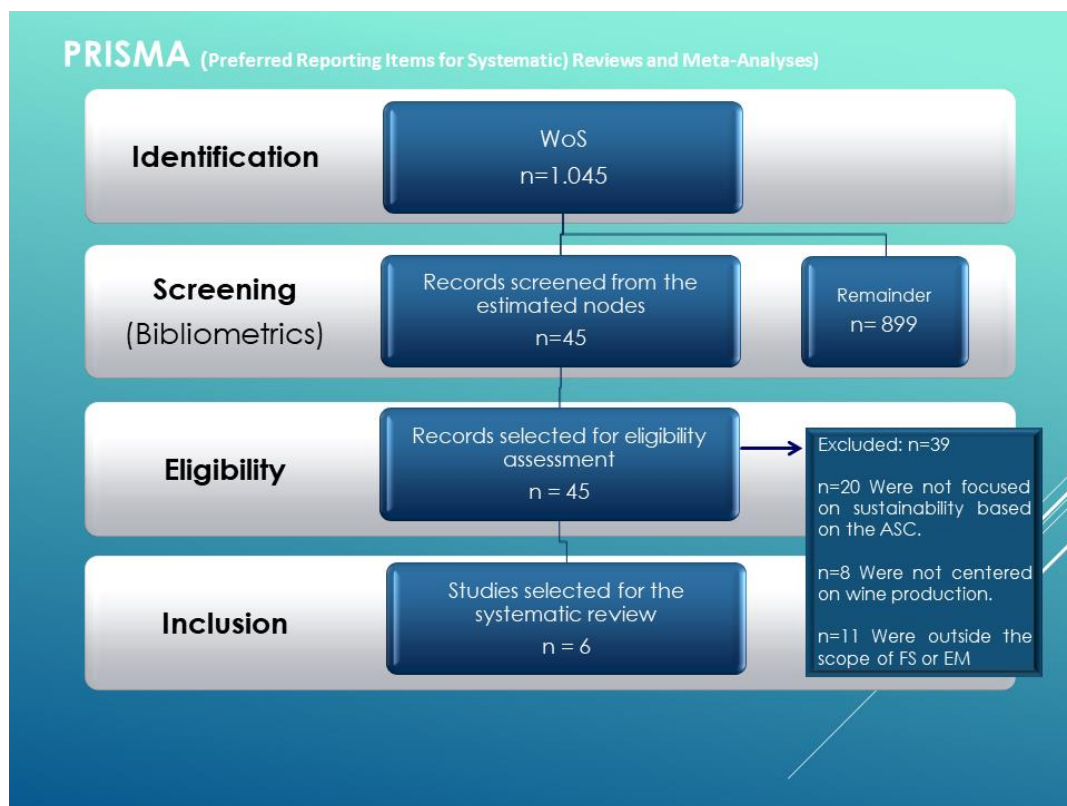 PRISMA (Preferred Reporting Items for Systematic) Reviews and Meta-Analyses)
Identification
WoS
n=1.045
Screening
(Bibliometrics)
Records screened from the
estimated nodes
n=45
Remainder
n= 899
Eligibility
Records selected for eligibility
assessment
n = 45
Excluded: n=39
n=20 Were not focused
on sustainability based
on the ASC.
n=8 Were not centered
on wine production.
n=11 Were outside the
scope of FS or EM
Inclusion
Studies selected for the
systematic review
n = 6